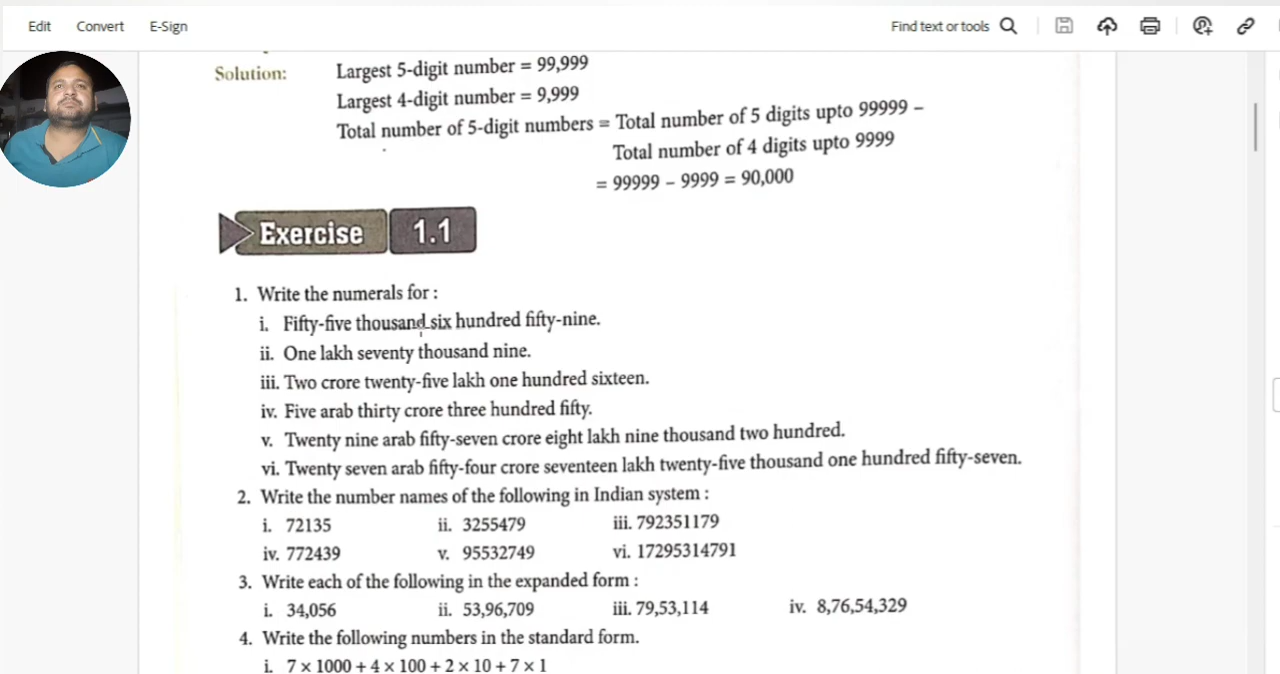 Edit Convert E-Sign Find text or tools
Solution: Largest 5-digit number = 99,999
Largest 4-digit number = 9,999
Total number of 5-digit numbers = Total number of 5 digits upto 99999 –
Total number of 4 digits upto 9999
= 99999 – 9999 = 90,000
Exercise 1.1
1. Write the numerals for :
i. Fifty-five thousand six hundred fifty-nine.
ii. One lakh seventy thousand nine.
iii. Two crore twenty-five lakh one hundred sixteen.
iv. Five arab thirty crore three hundred fifty.
v. Twenty nine arab fifty-seven crore eight lakh nine thousand two hundred.
vi. Twenty seven arab fifty-four crore seventeen lakh twenty-five thousand one hundred fifty-seven.
2. Write the number names of the following in Indian system :
i. 72135 ii. 3255479 iii. 792351179
iv. 772439 v. 95532749 vi. 17295314791
3. Write each of the following in the expanded form :
i. 34,056 ii. 53,96,709 iii. 79,53,114 iv. 8,76,54,329
4. Write the following numbers in the standard form.
i. 7 × 1000 + 4 × 100 + 2 × 10 + 7 × 1